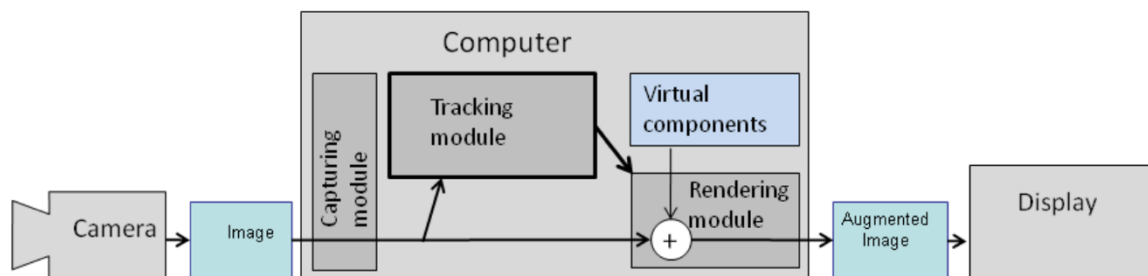 Computer
Capturing
module
Tracking
module
Virtual
components
Rendering
module
+
Camera
Image
Augmented
Image
Display